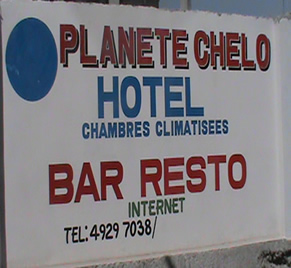 PLANETE CHELO
HOTEL
CHAMBRES CLIMATISEES
BAR RESTO
INTERNET
TEL: 4929 7038/